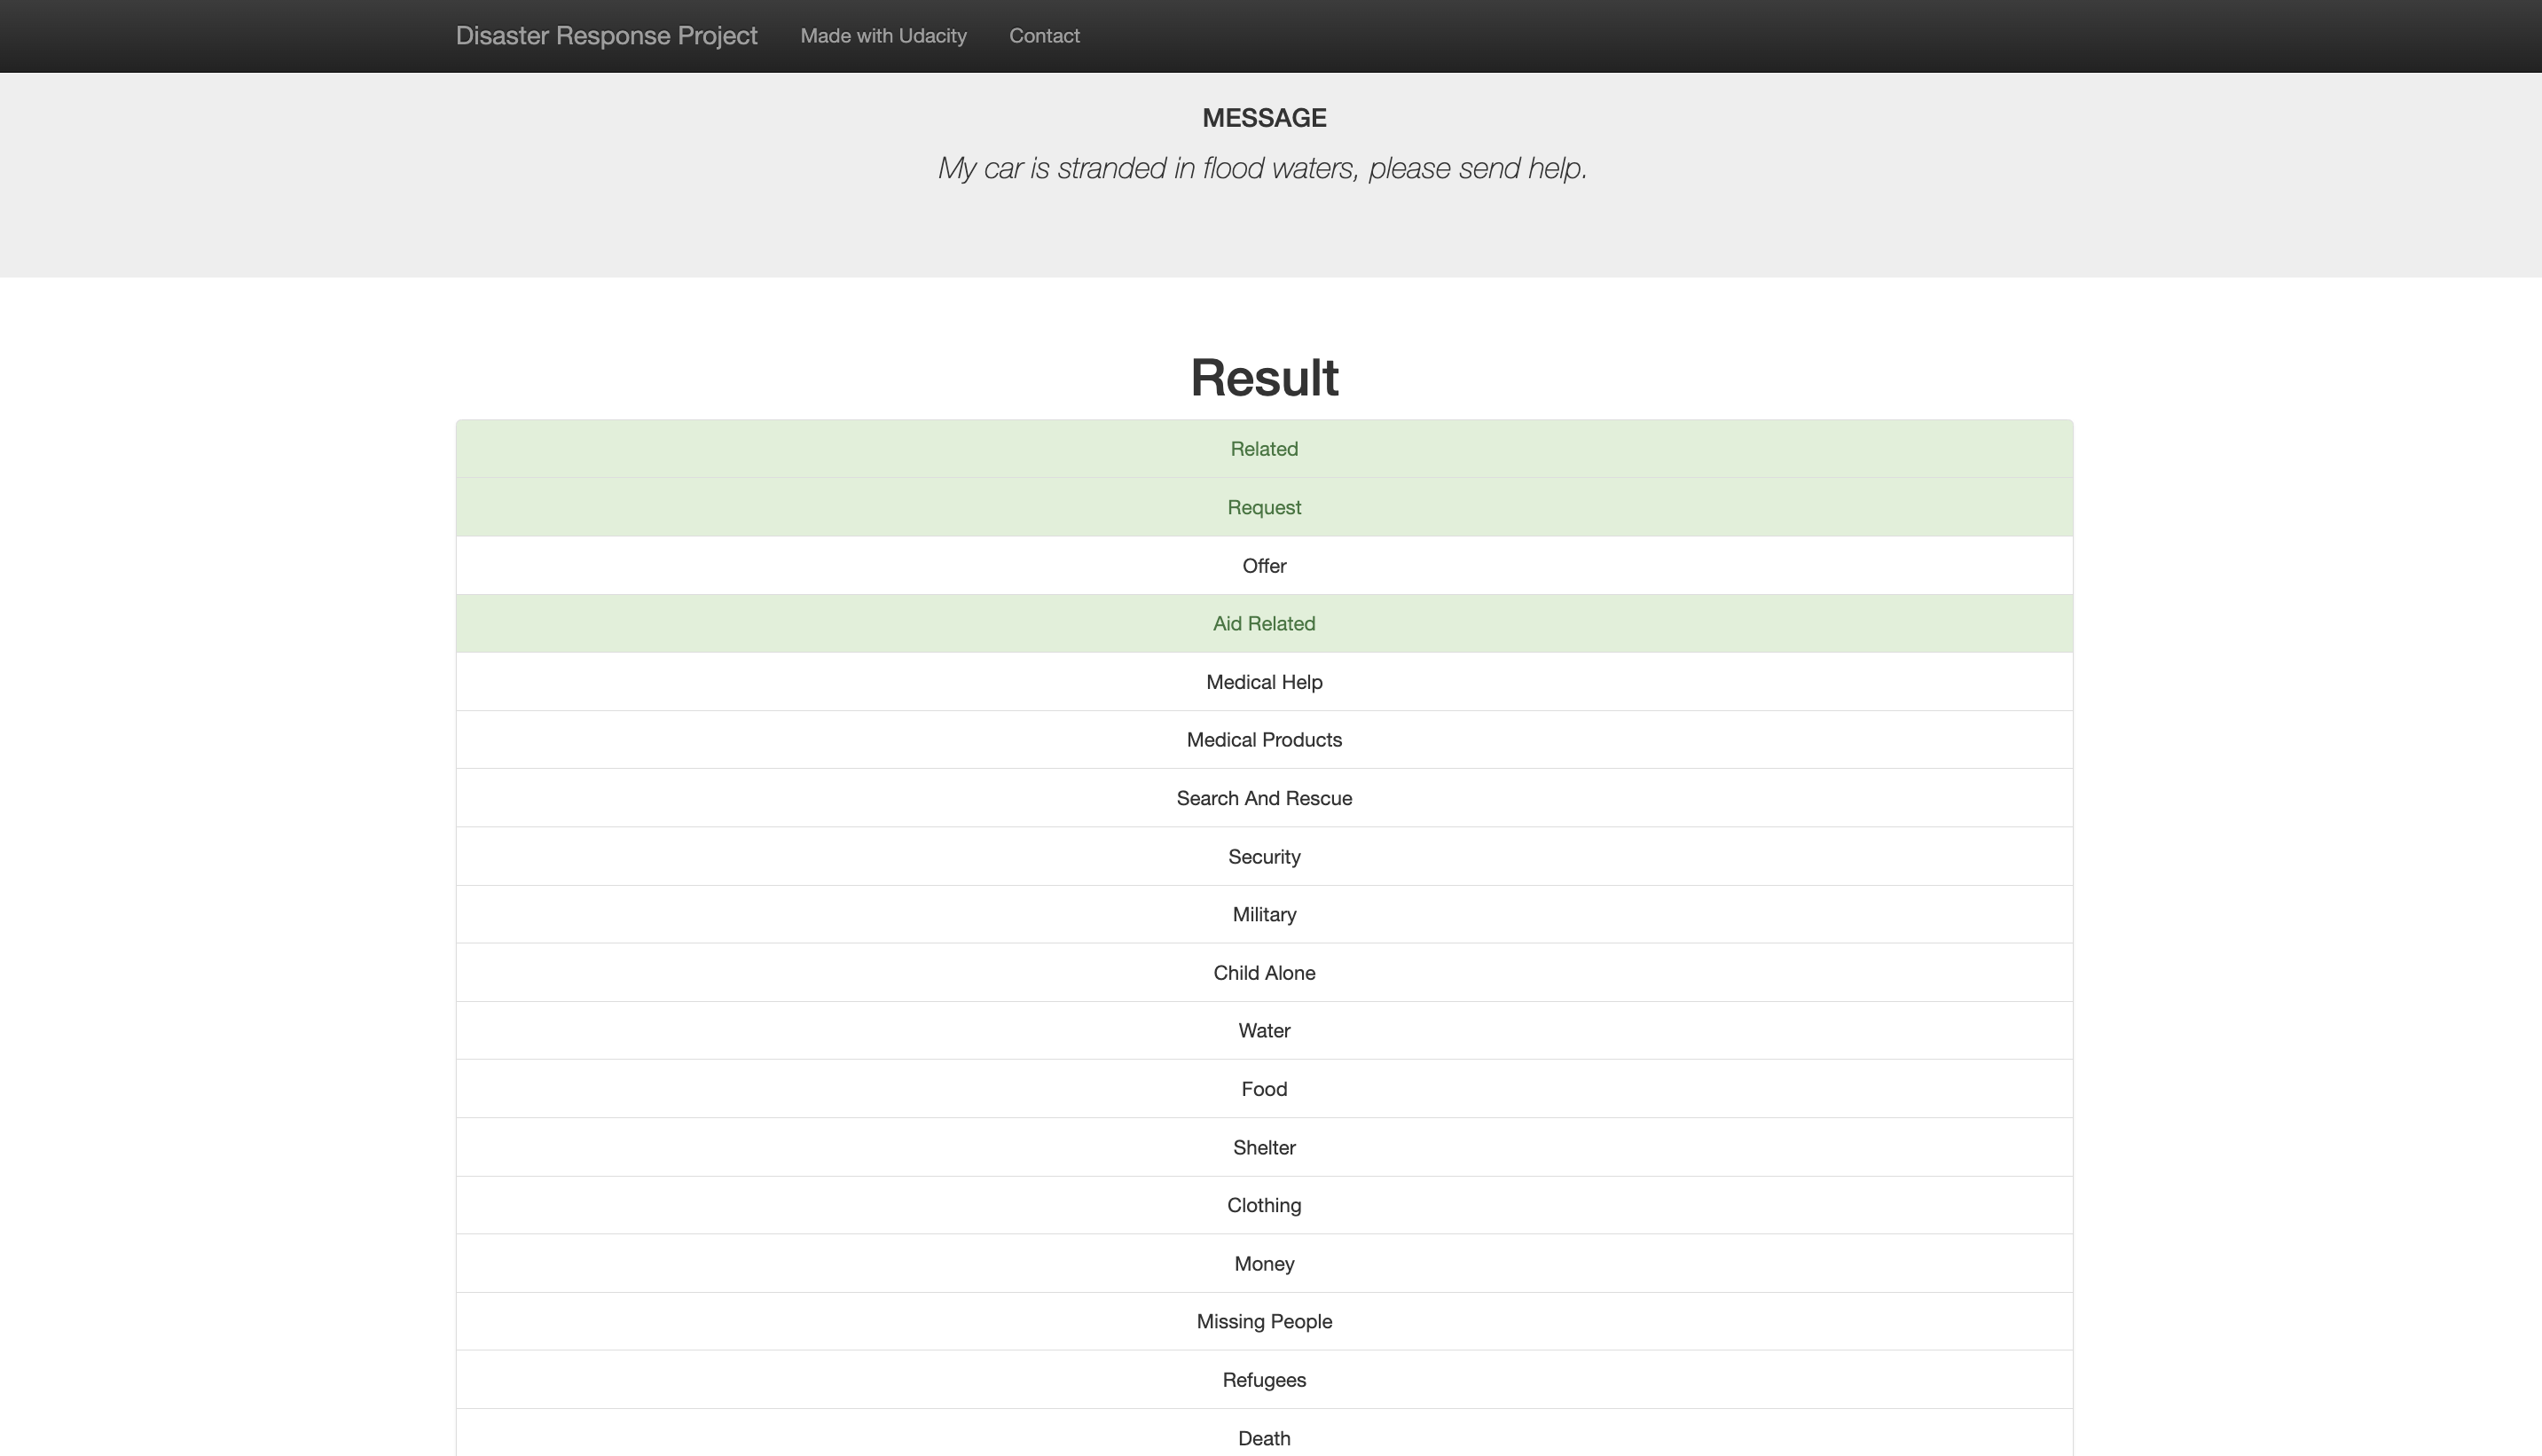 Disaster Response Project Made with Udacity Contact
MESSAGE
My car is stranded in flood waters, please send help.
Result
Related
Request
Offer
Aid Related
Medical Help
Medical Products
Search And Rescue
Security
Military
Child Alone
Water
Food
Shelter
Clothing
Money
Missing People
Refugees
Death